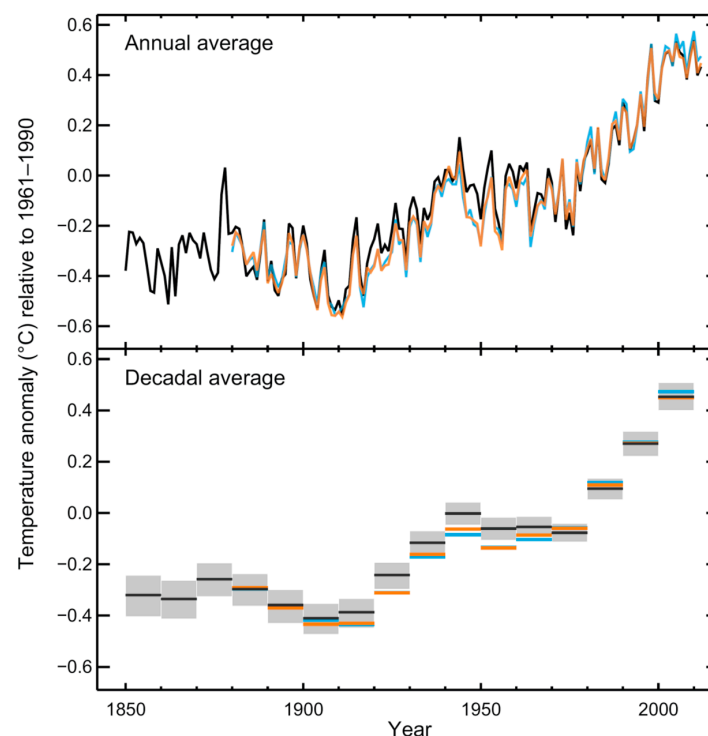 Temperature anomaly (°C) relative to 1961–1990
Annual average
0.6
0.4
0.2
0.0
−0.2
−0.4
−0.6
Decadal average
0.6
0.4
0.2
0.0
−0.2
−0.4
−0.6
1850 1900 1950 2000
Year